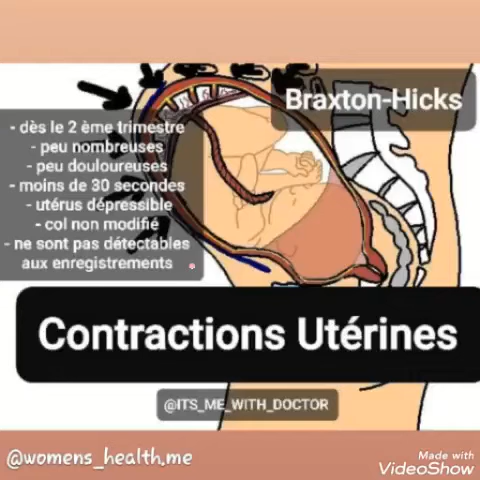 Braxton-Hicks
- dès le 2 ème trimestre
- peu nombreuses
- peu douloureuses
- moins de 30 secondes
- utérus dépressible
- col non modifié
- ne sont pas détectables
aux enregistrements
Contractions Utérines
@ITS_ME_WITH_DOCTOR
@womens_health.me
Made with
VideoShow